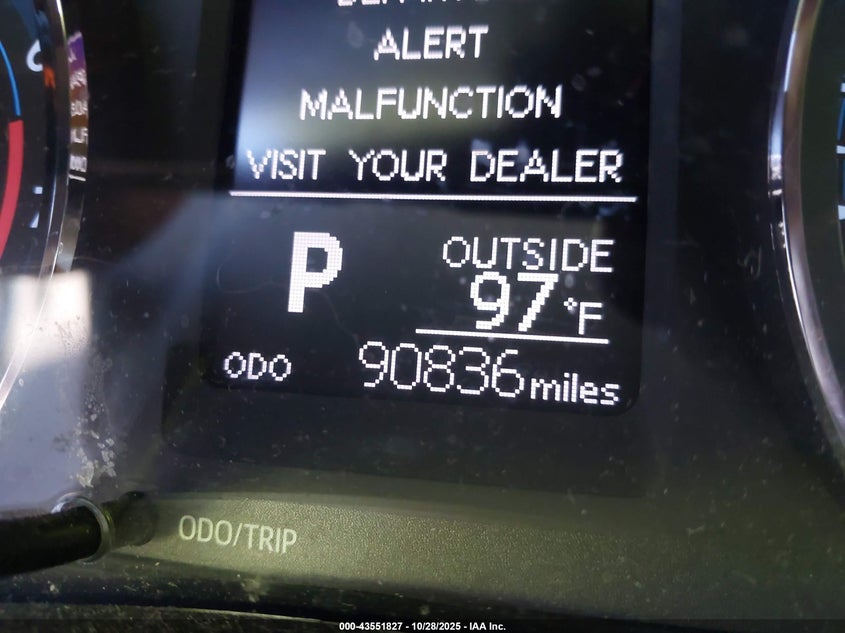 ALERT
MALFUNCTION
VISIT YOUR DEALER
P
OUTSIDE
97°F
ODO 90836 miles
ODO/TRIP
000-43551827 - 10/28/2025 - IAA Inc.